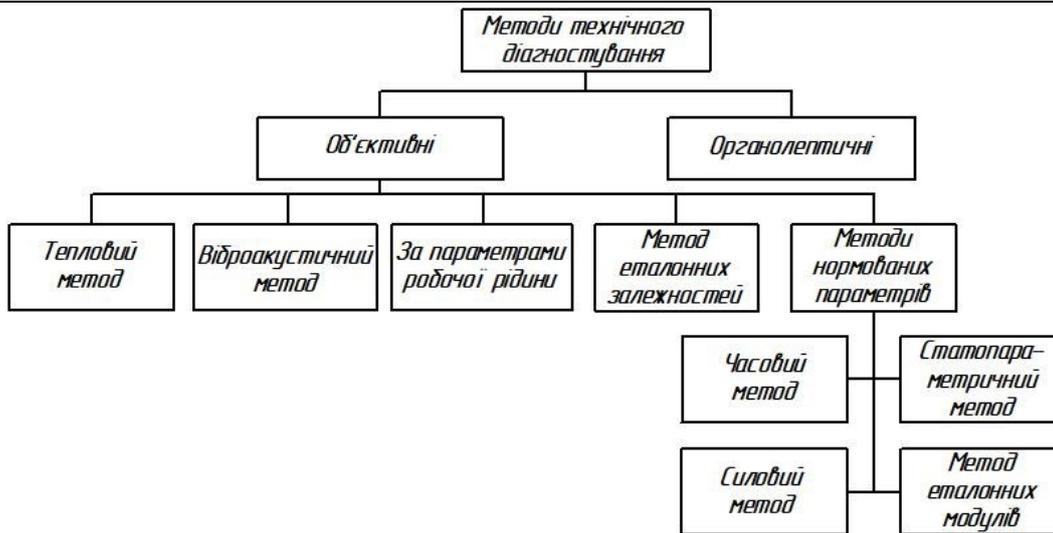 Методи технічного
діагностування
Об'єктивні
Органолептичні
Тепловий
метод
Віброакустичний
метод
За параметрами
робочої рідини
Метод
еталонних
залежностей
Методи
нормованих
параметрів
Часовий
метод
Статопара-
метричний
метод
Силовий
метод
Метод
еталонних
модулів